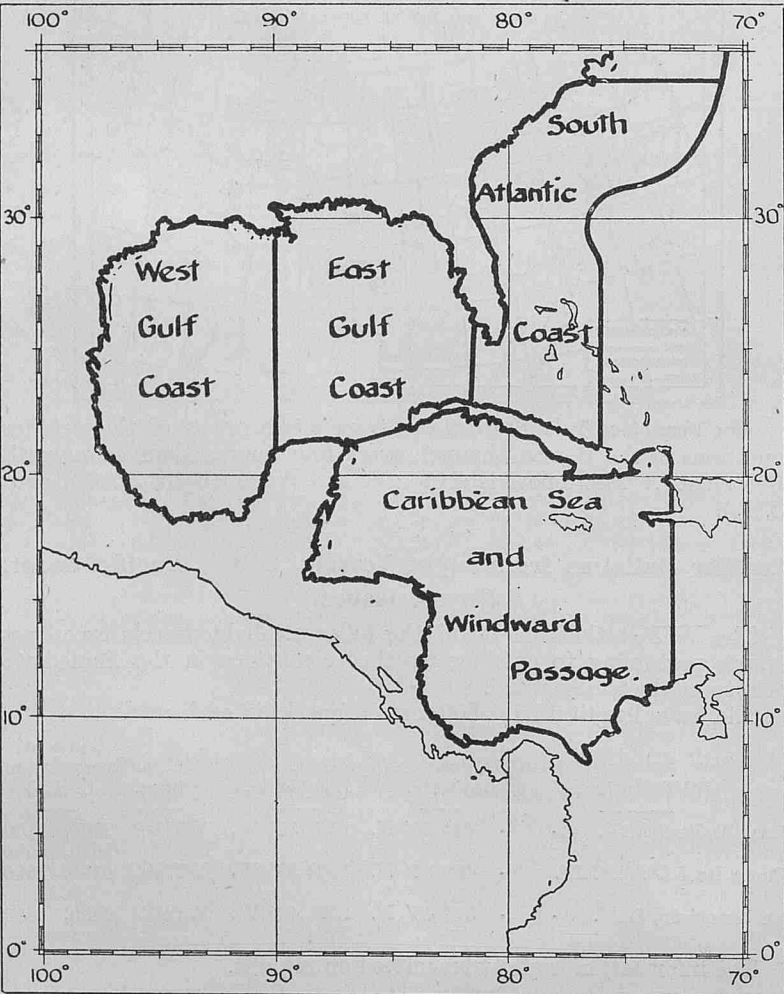 100° 90° 80° 70°
South
Atlantic
Coast
30° 30°
West
Gulf
Coast
East
Gulf
Coast
20° 20°
Caribbean Sea
and
Windward
Passage.
10° 10°
0° 0°
100° 90° 80° 70°